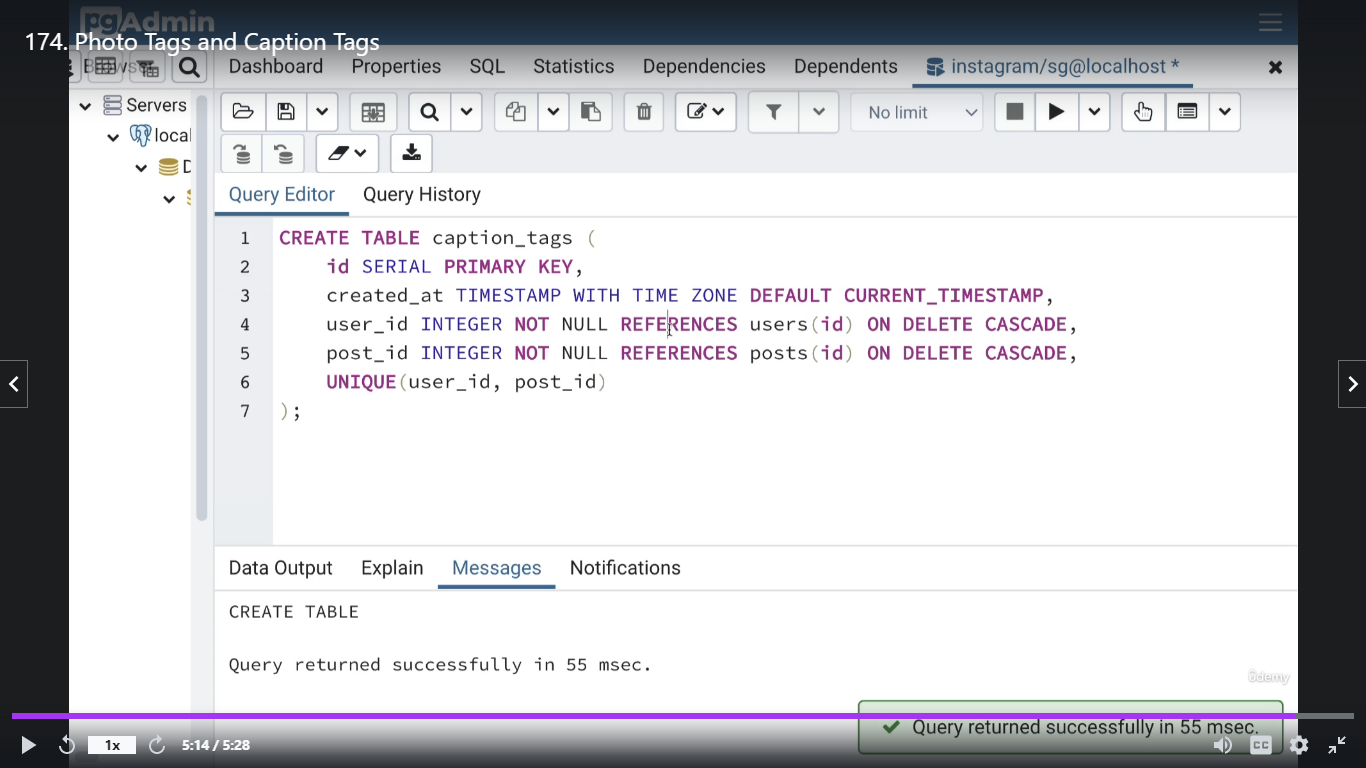 pgAdmin
174. Photo Tags and Caption Tags
Dashboard Properties SQL Statistics Dependencies Dependents instagram/sg@localhost *
Servers
local
D
No limit
Query Editor Query History
1 CREATE TABLE caption_tags (
2 id SERIAL PRIMARY KEY,
3 created_at TIMESTAMP WITH TIME ZONE DEFAULT CURRENT_TIMESTAMP,
4 user_id INTEGER NOT NULL REFERENCES users(id) ON DELETE CASCADE,
5 post_id INTEGER NOT NULL REFERENCES posts(id) ON DELETE CASCADE,
6 UNIQUE(user_id, post_id)
7 );
Data Output Explain Messages Notifications
CREATE TABLE
Query returned successfully in 55 msec.
ûdemy
Query returned successfully in 55 msec.
1x 5:14 / 5:28 CC